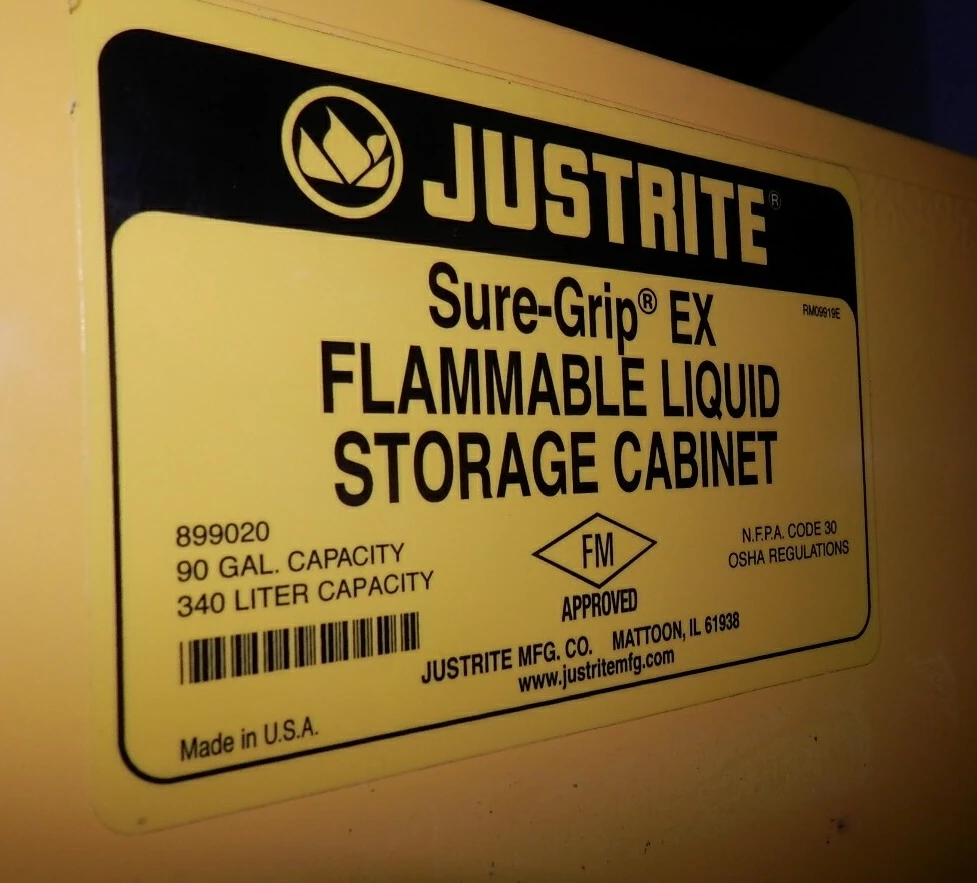 JUSTRITE®
Sure-Grip® EX
RM09919E
FLAMMABLE LIQUID
STORAGE CABINET
899020
90 GAL. CAPACITY
340 LITER CAPACITY
FM
APPROVED
N.F.P.A. CODE 30
OSHA REGULATIONS
JUSTRITE MFG. CO. MATTOON, IL 61938
www.justritemfg.com
Made in U.S.A.